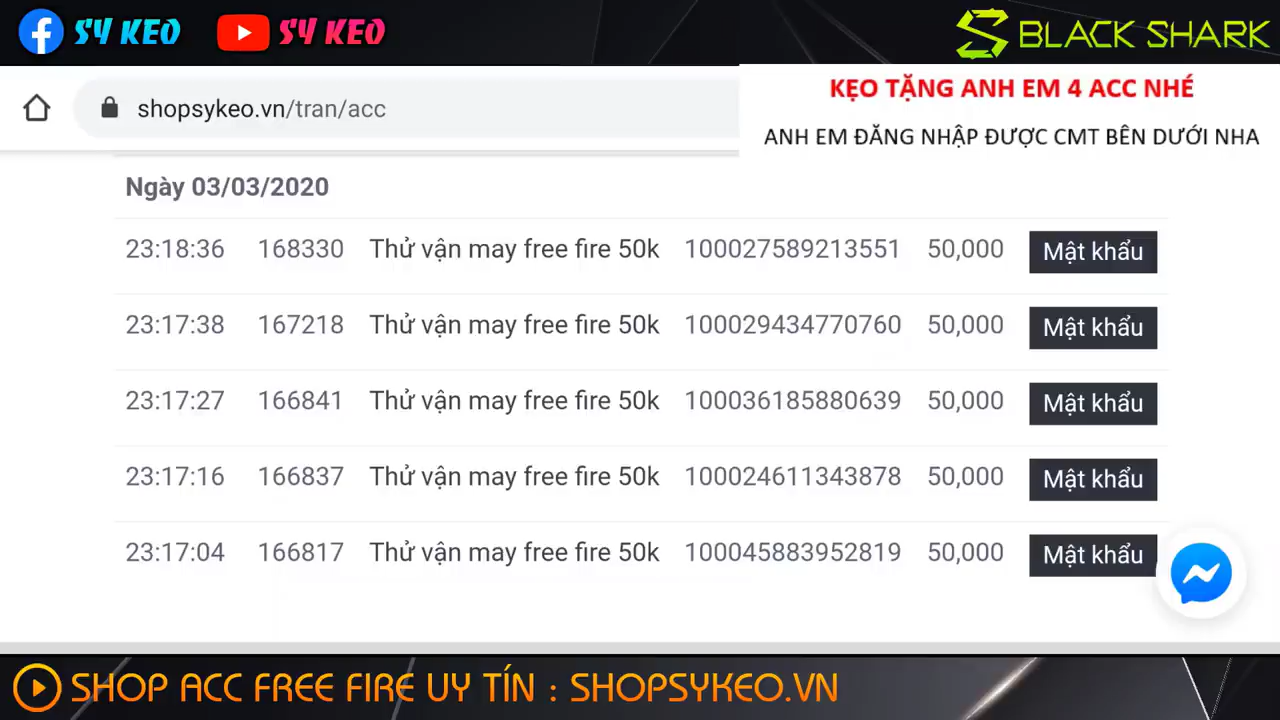 SY KEO
SY KEO
BLACK SHARK
shopsykeo.vn/tran/acc
KẸO TẶNG ANH EM 4 ACC NHÉ
ANH EM ĐĂNG NHẬP ĐƯỢC CMT BÊN DƯỚI NHA
Ngày 03/03/2020
23:18:36 168330 Thử vận may free fire 50k 100027589213551 50,000 Mật khẩu
23:17:38 167218 Thử vận may free fire 50k 100029434770760 50,000 Mật khẩu
23:17:27 166841 Thử vận may free fire 50k 100036185880639 50,000 Mật khẩu
23:17:16 166837 Thử vận may free fire 50k 100024611343878 50,000 Mật khẩu
23:17:04 166817 Thử vận may free fire 50k 100045883952819 50,000 Mật khẩu
SHOP ACC FREE FIRE UY TÍN : SHOPSYKEO.VN